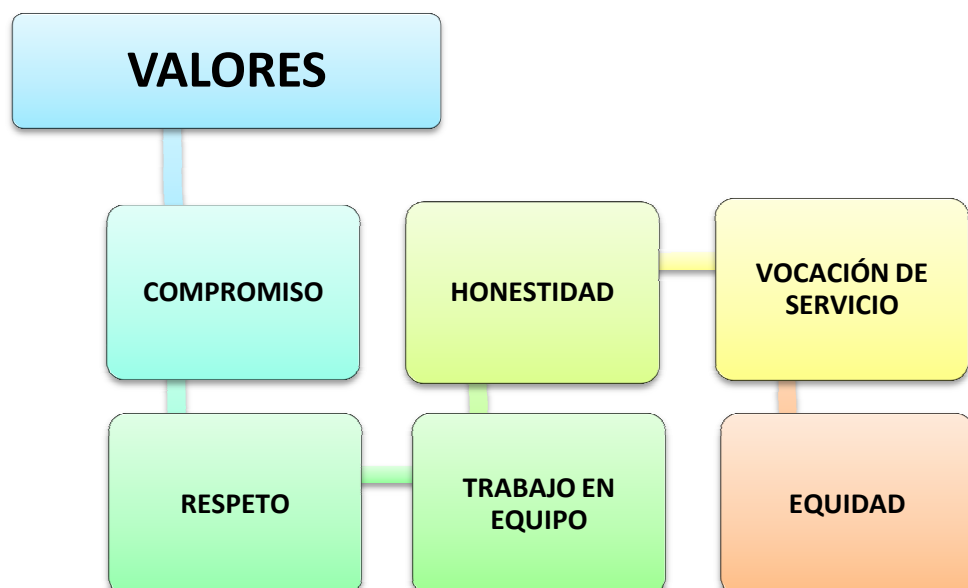 VALORES
COMPROMISO
HONESTIDAD
VOCACIÓN DE
SERVICIO
RESPETO
TRABAJO EN
EQUIPO
EQUIDAD